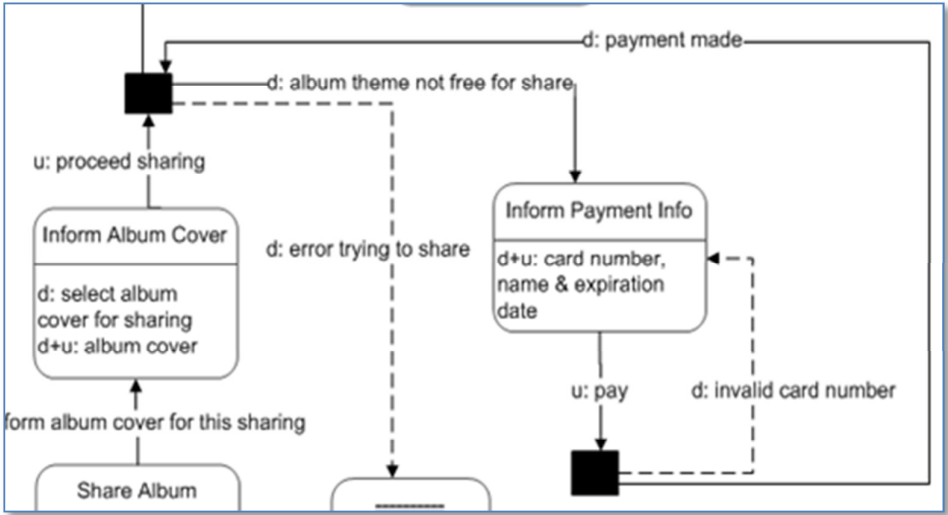 d: payment made
d: album theme not free for share
u: proceed sharing
Inform Album Cover
d: select album
cover for sharing
d+u: album cover
d: error trying to share
Inform Payment Info
d+u: card number,
name & expiration
date
u: pay
d: invalid card number
form album cover for this sharing
Share Album
----------